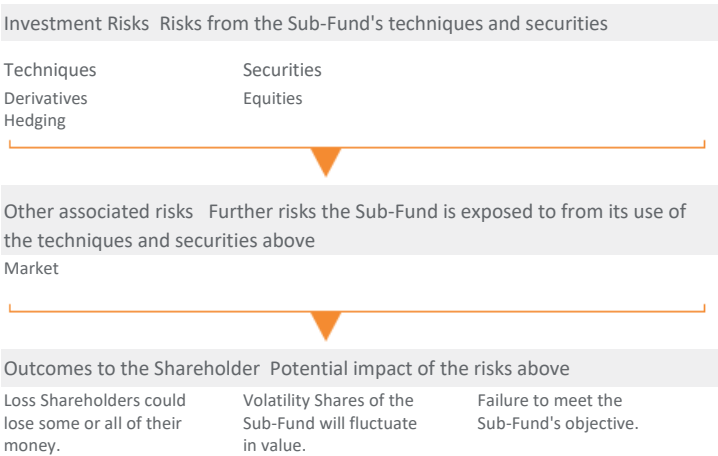 Investment Risks Risks from the Sub-Fund's techniques and securities
Techniques
Derivatives
Hedging
Securities
Equities
Other associated risks Further risks the Sub-Fund is exposed to from its use of
the techniques and securities above
Market
Outcomes to the Shareholder Potential impact of the risks above
Loss Shareholders could
lose some or all of their
money.
Volatility Shares of the
Sub-Fund will fluctuate
in value.
Failure to meet the
Sub-Fund's objective.